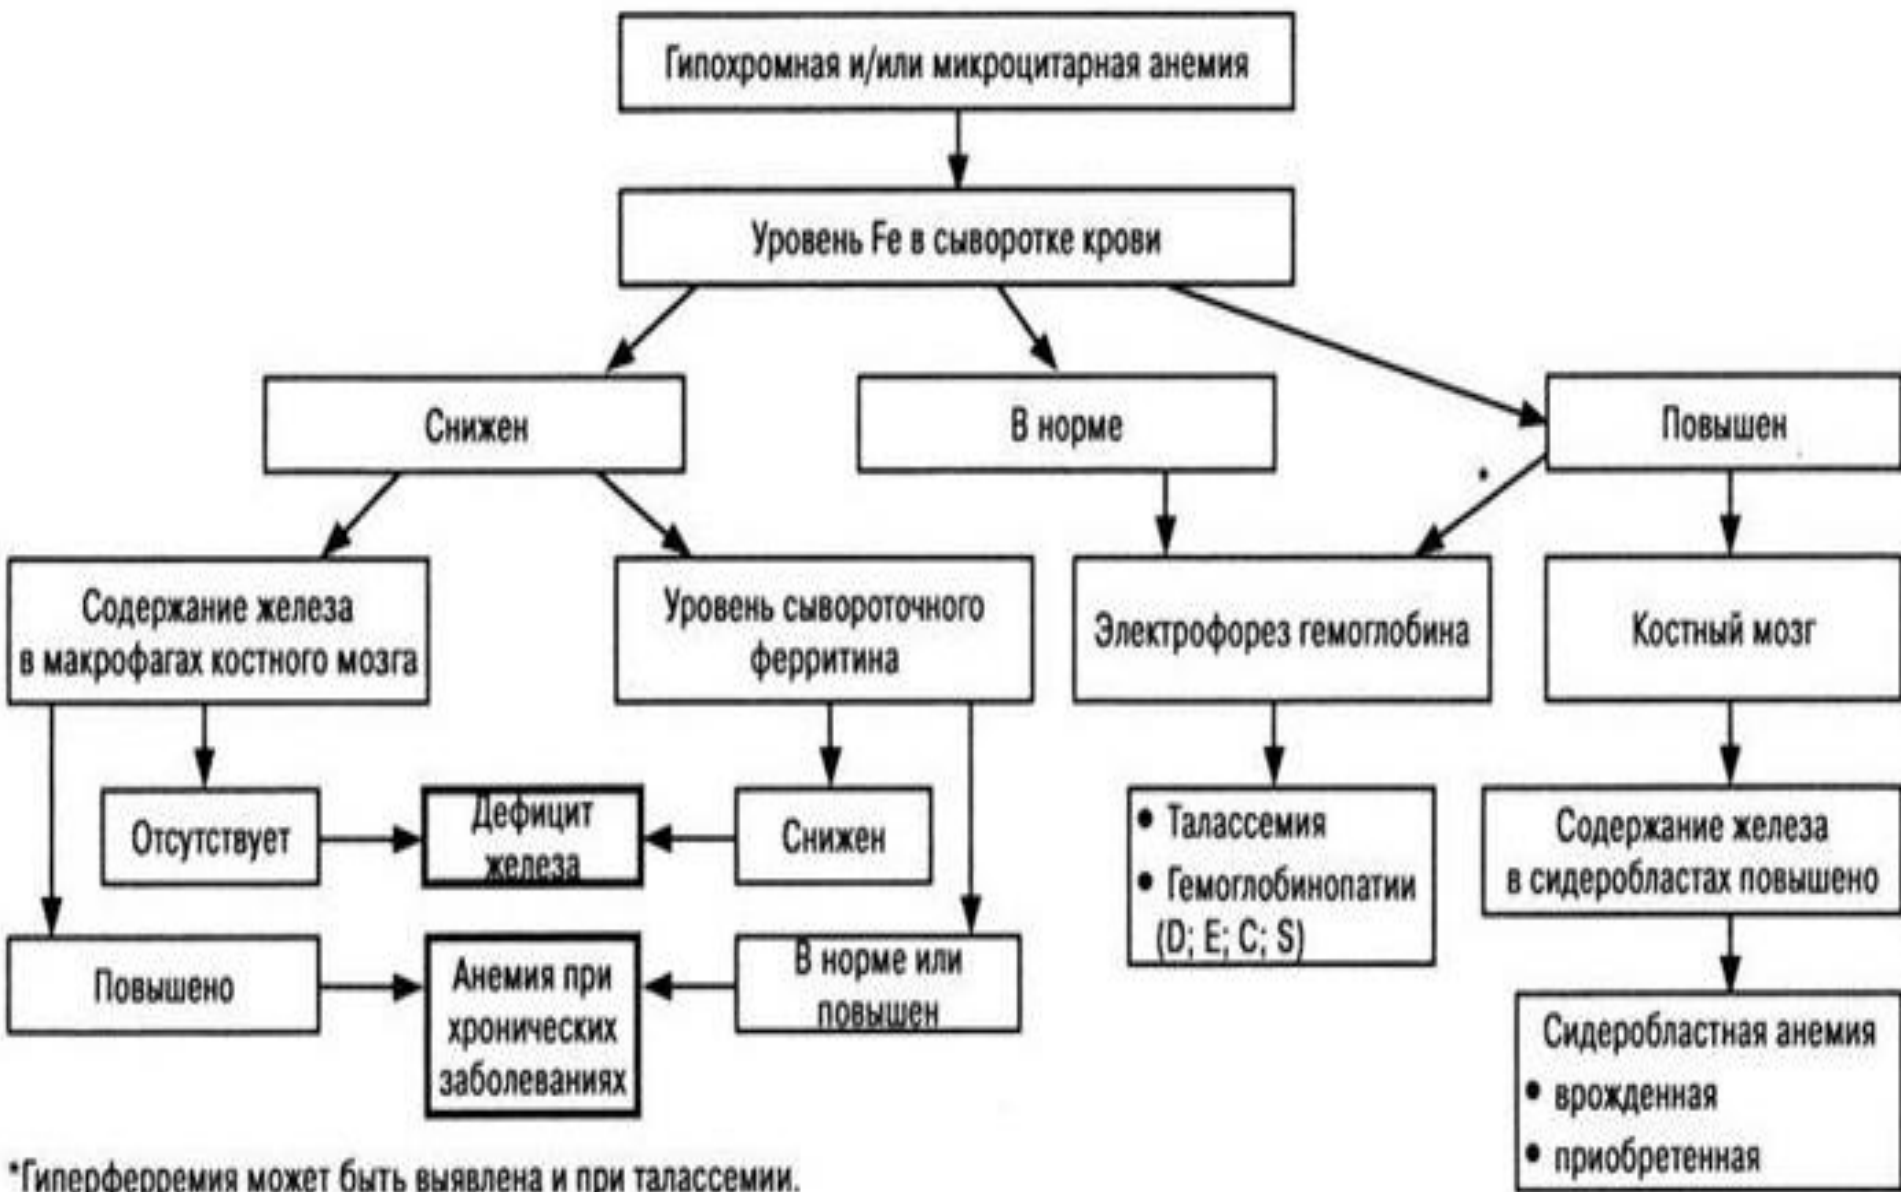 Гипохромная и/или микроцитарная анемия
Уровень Fe в сыворотке крови
Снижен
В норме
Повышен
*
Содержание железа
в макрофагах костного мозга
Уровень сывороточного
ферритина
Электрофорез гемоглобина
Костный мозг
Отсутствует
Дефицит
железа
Снижен
• Талассемия
• Гемоглобинопатии
(D; E; C; S)
Содержание железа
в сидеробластах повышено
Повышено
Анемия при
хронических
заболеваниях
В норме или
повышен
Сидеробластная анемия
• врожденная
• приобретенная
*Гиперферремия может быть выявлена и при талассемии.